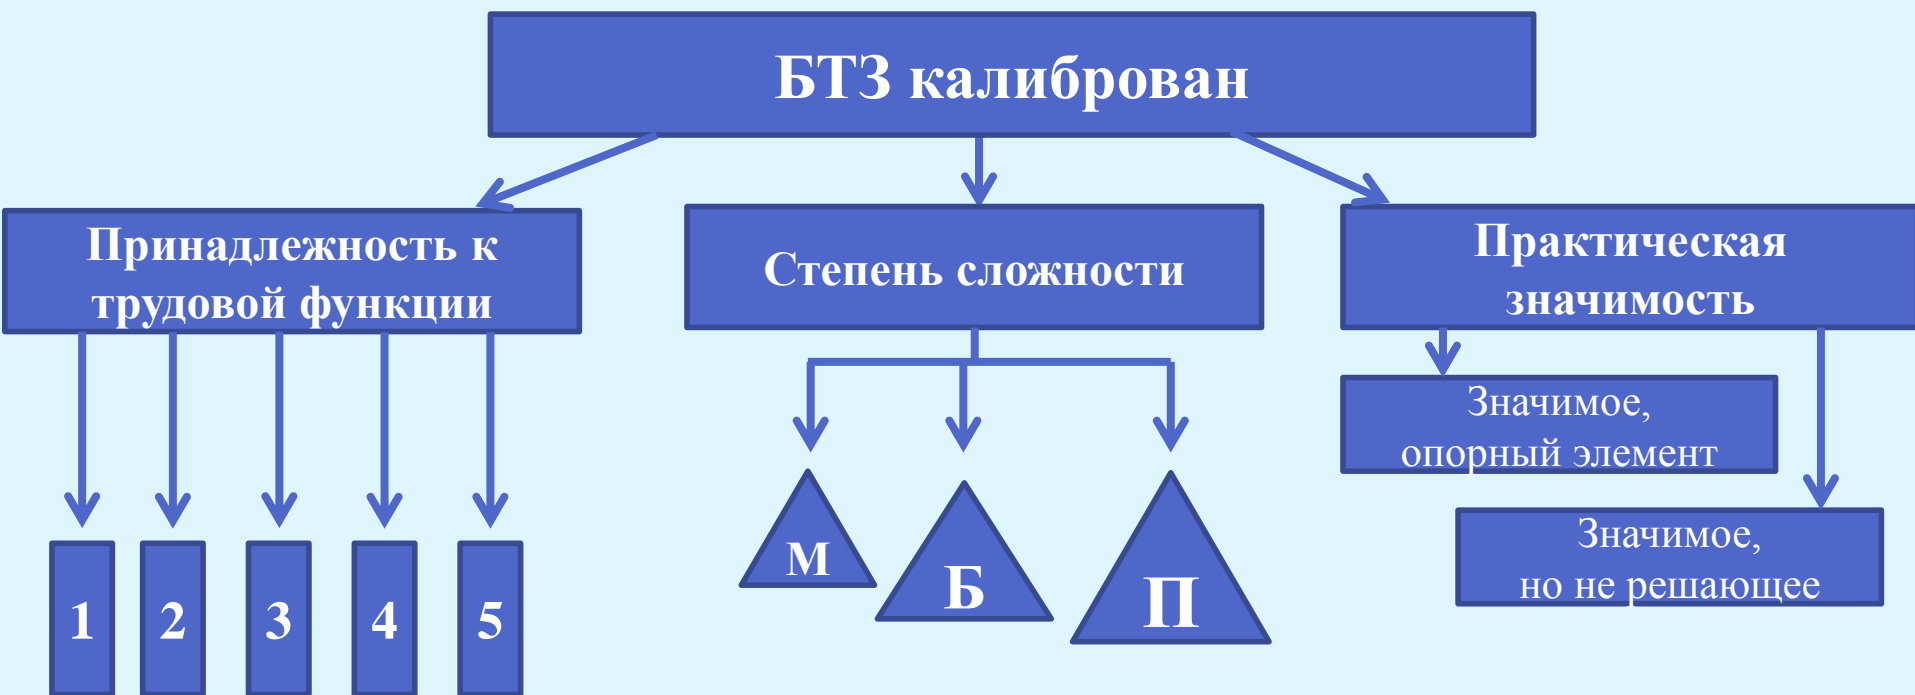 БТЗ калиброван
Принадлежность к
трудовой функции
Степень сложности
Практическая
значимость
Значимое,
опорный элемент
Значимое,
но не решающее
М
Б
П
1
2
3
4
5